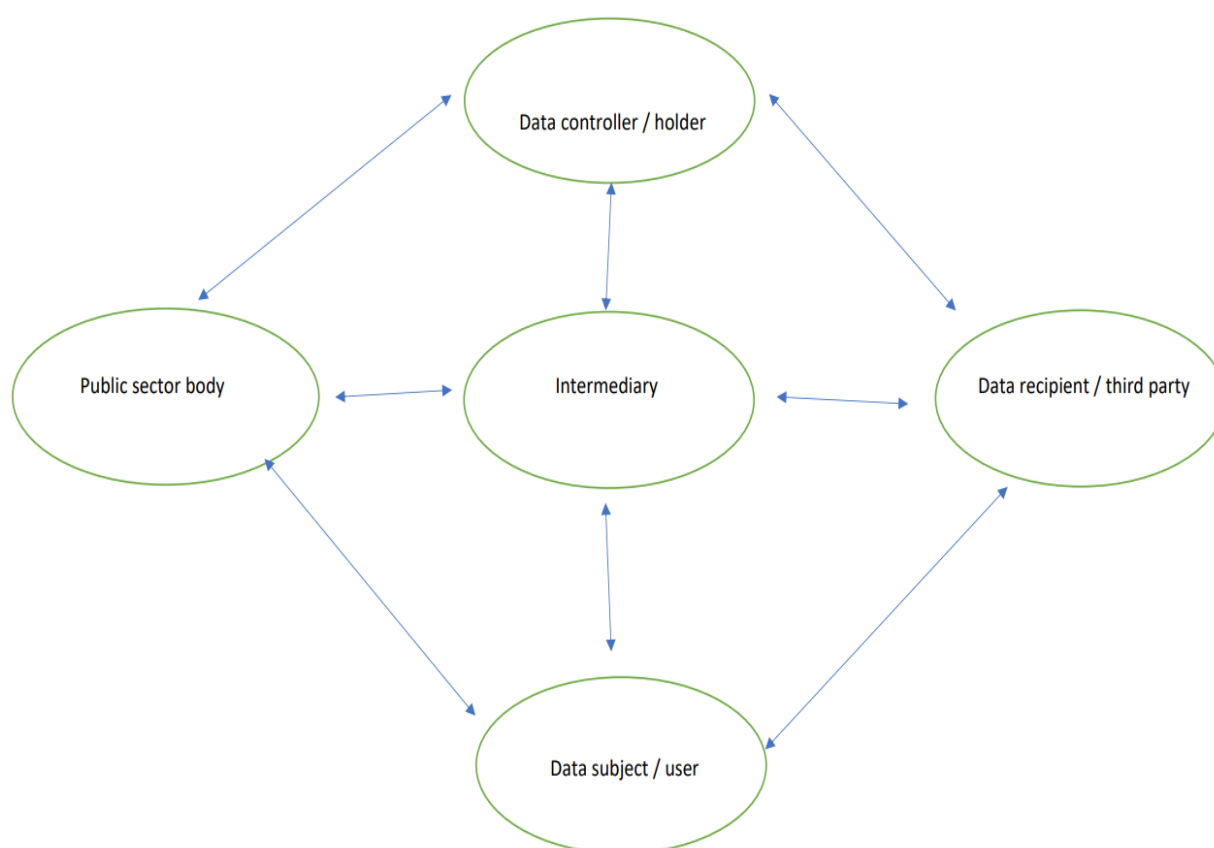 Data controller / holder
Public sector body
Intermediary
Data recipient / third party
Data subject / user